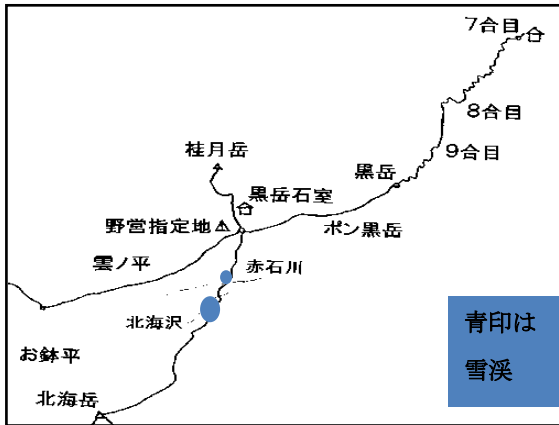 7合目
8合目
9合目
桂月岳
黒岳
黒岳石室
野営指定地
ポン黒岳
雲ノ平
赤石川
北海沢
お鉢平
北海岳
青印は
雪渓